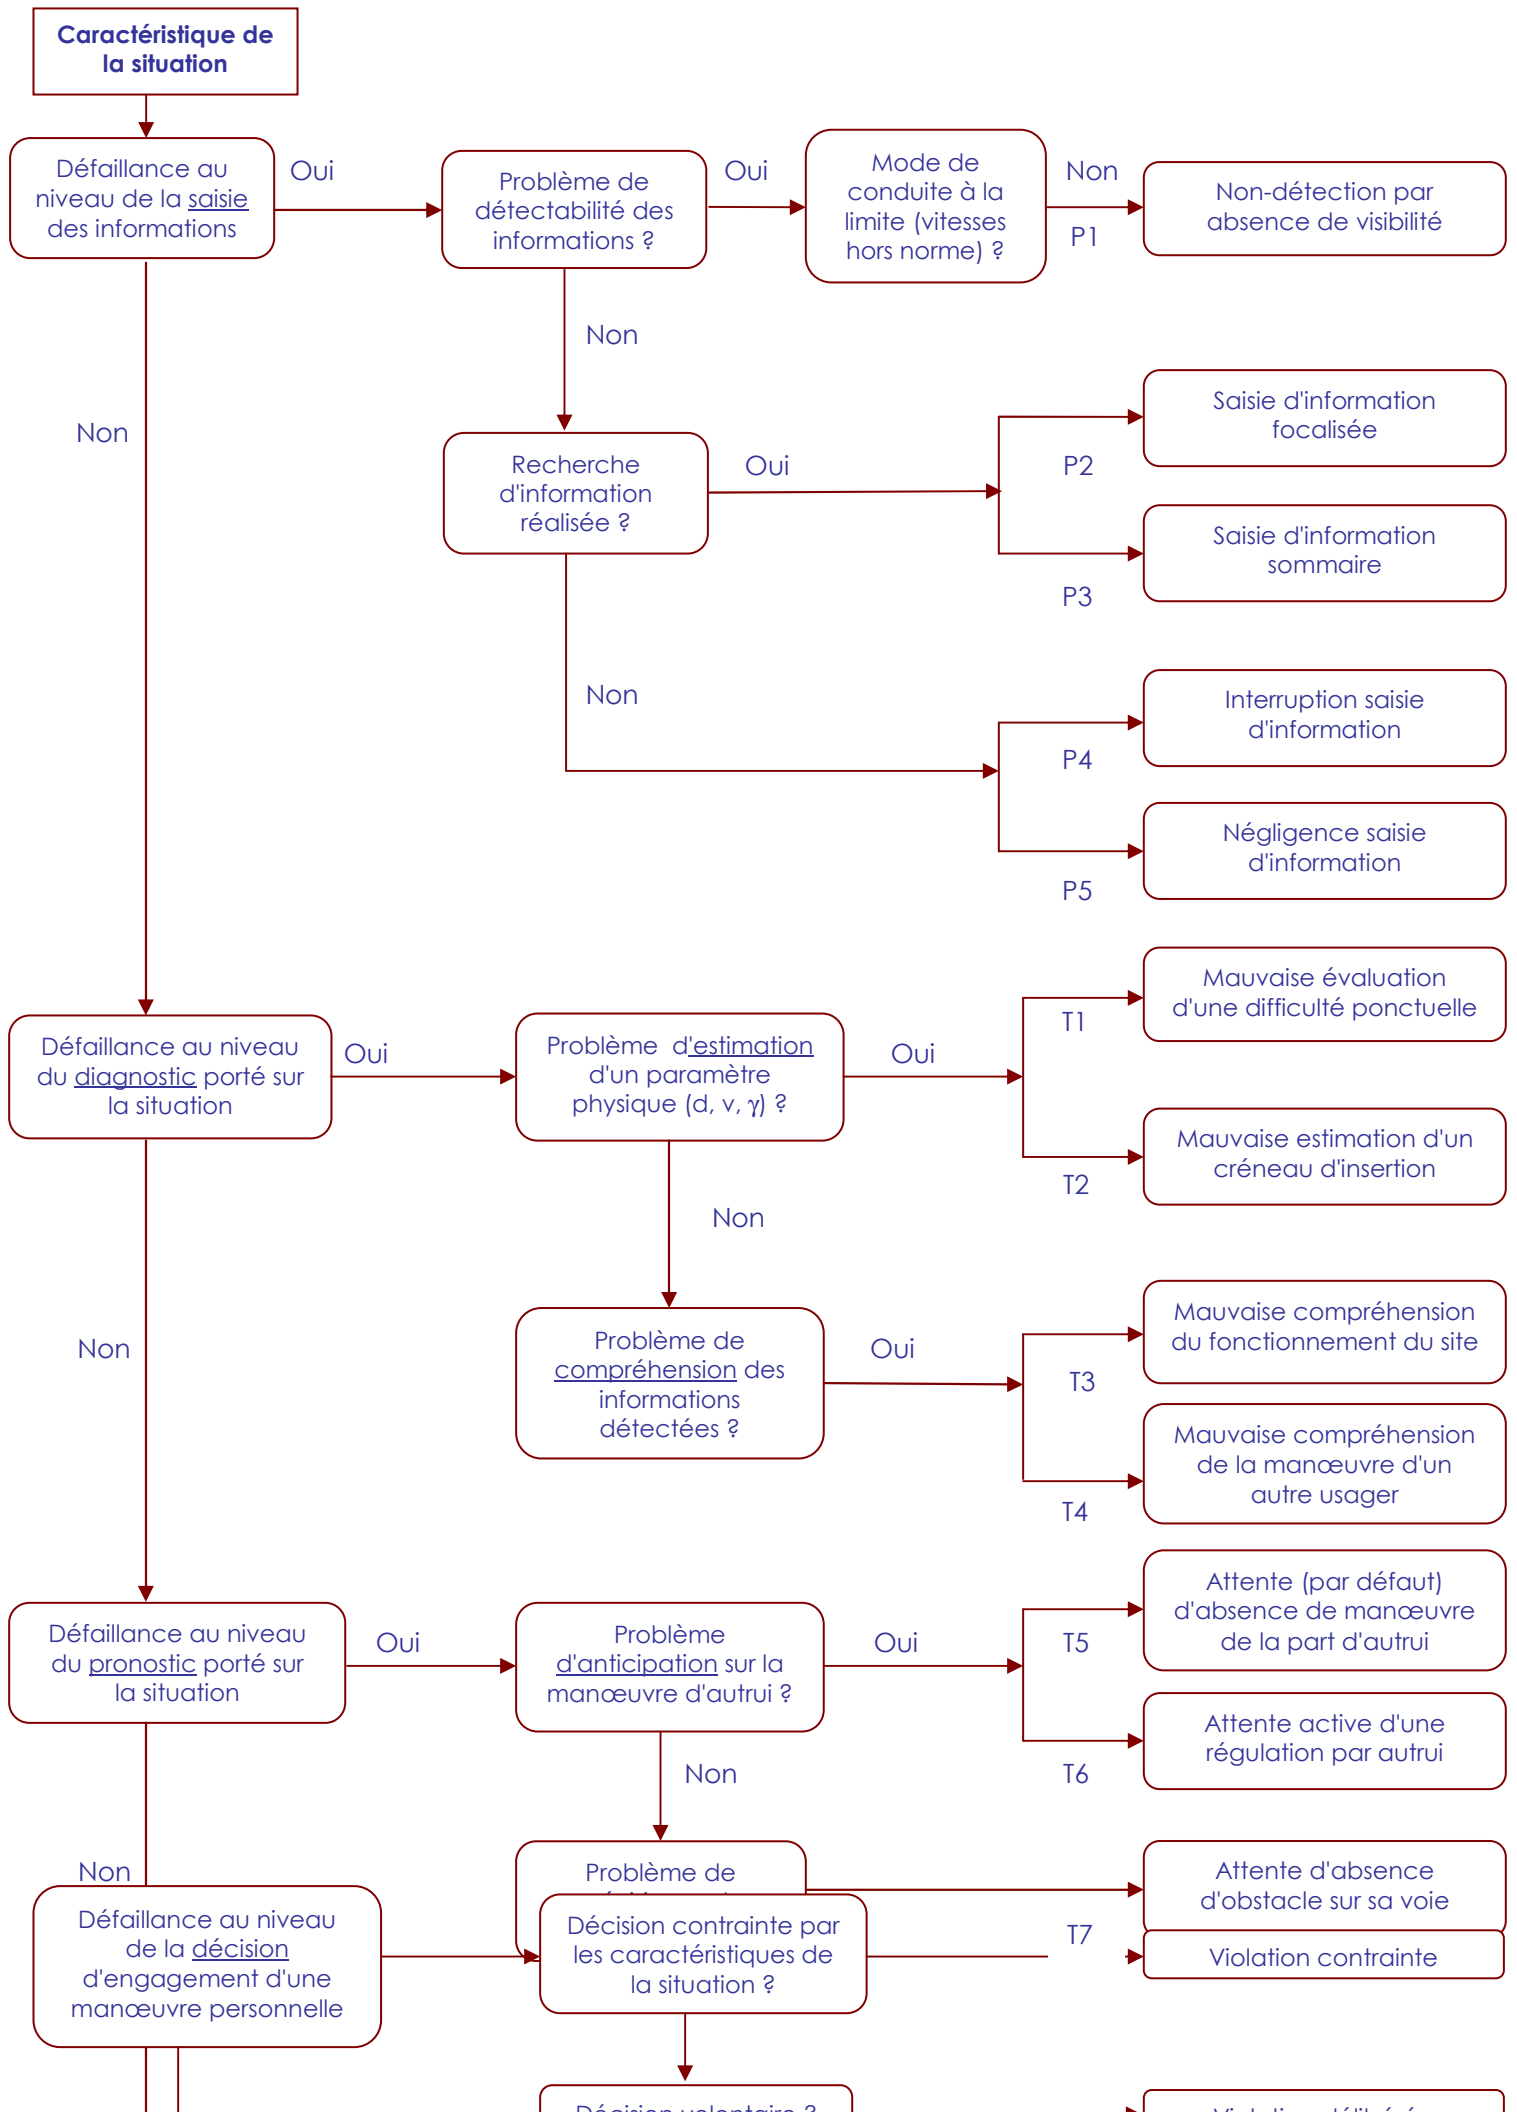 Caractéristique de
la situation
Défaillance au
niveau de la saisie
des informations
Oui
Problème de
détectabilité des
informations ?
Oui
Mode de
conduite à la
limite (vitesses
hors norme) ?
Non
P1
Non-détection par
absence de visibilité
Non
Non
Recherche
d'information
réalisée ?
Oui
Saisie d'information
focalisée
P2
Saisie d'information
sommaire
P3
Non
Interruption saisie
d'information
P4
Négligence saisie
d'information
P5
Défaillance au niveau
du diagnostic porté sur
la situation
Oui
Problème d'estimation
d'un paramètre
physique (d, v, γ) ?
Oui
Mauvaise évaluation
d'une difficulté ponctuelle
T1
Mauvaise estimation d'un
créneau d'insertion
T2
Non
Non
Problème de
compréhension des
informations
détectées ?
Oui
Mauvaise compréhension
du fonctionnement du site
T3
Mauvaise compréhension
de la manœuvre d'un
autre usager
T4
Défaillance au niveau
du pronostic porté sur
la situation
Oui
Problème
d'anticipation sur la
manœuvre d'autrui ?
Oui
Attente (par défaut)
d'absence de manœuvre
de la part d'autrui
T5
Attente active d'une
régulation par autrui
T6
Non
Non
Problème de
Attente d'absence
d'obstacle sur sa voie
T7
Défaillance au niveau
de la décision
d'engagement d'une
manœuvre personnelle
Décision contrainte par
les caractéristiques de
la situation ?
Violation contrainte
Décision volontaire ?
Violation délibérée